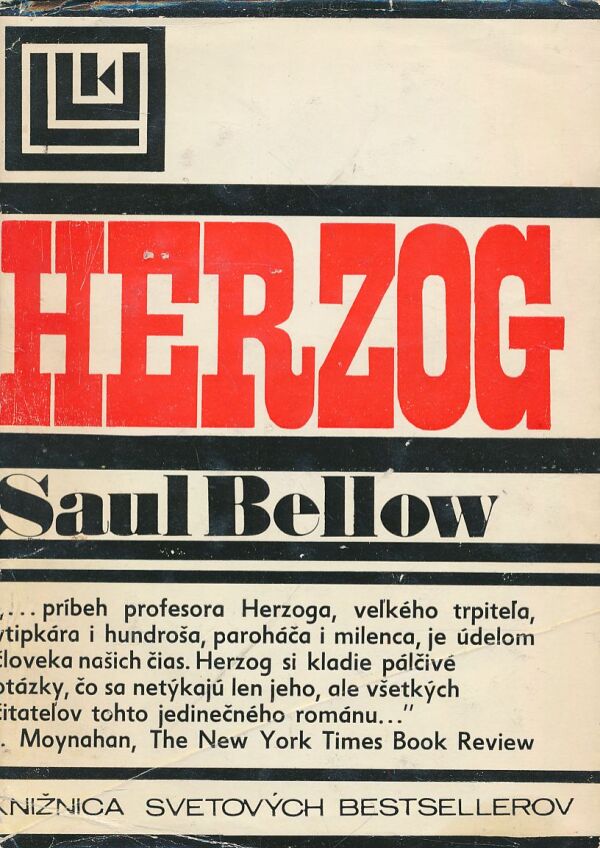 HERZOG
Saul Bellow
„... príbeh profesora Herzoga, veľkého trpiteľa,
vtipkára i hundroša, paroháča i milenca, je údelom
človeka našich čias. Herzog si kladie pálčivé
otázky, čo sa netýkajú len jeho, ale všetkých
čitateľov tohto jedinečného románu..."
. Moynahan, The New York Times Book Review
KNIŽNICA SVETOVÝCH BESTSELLEROV